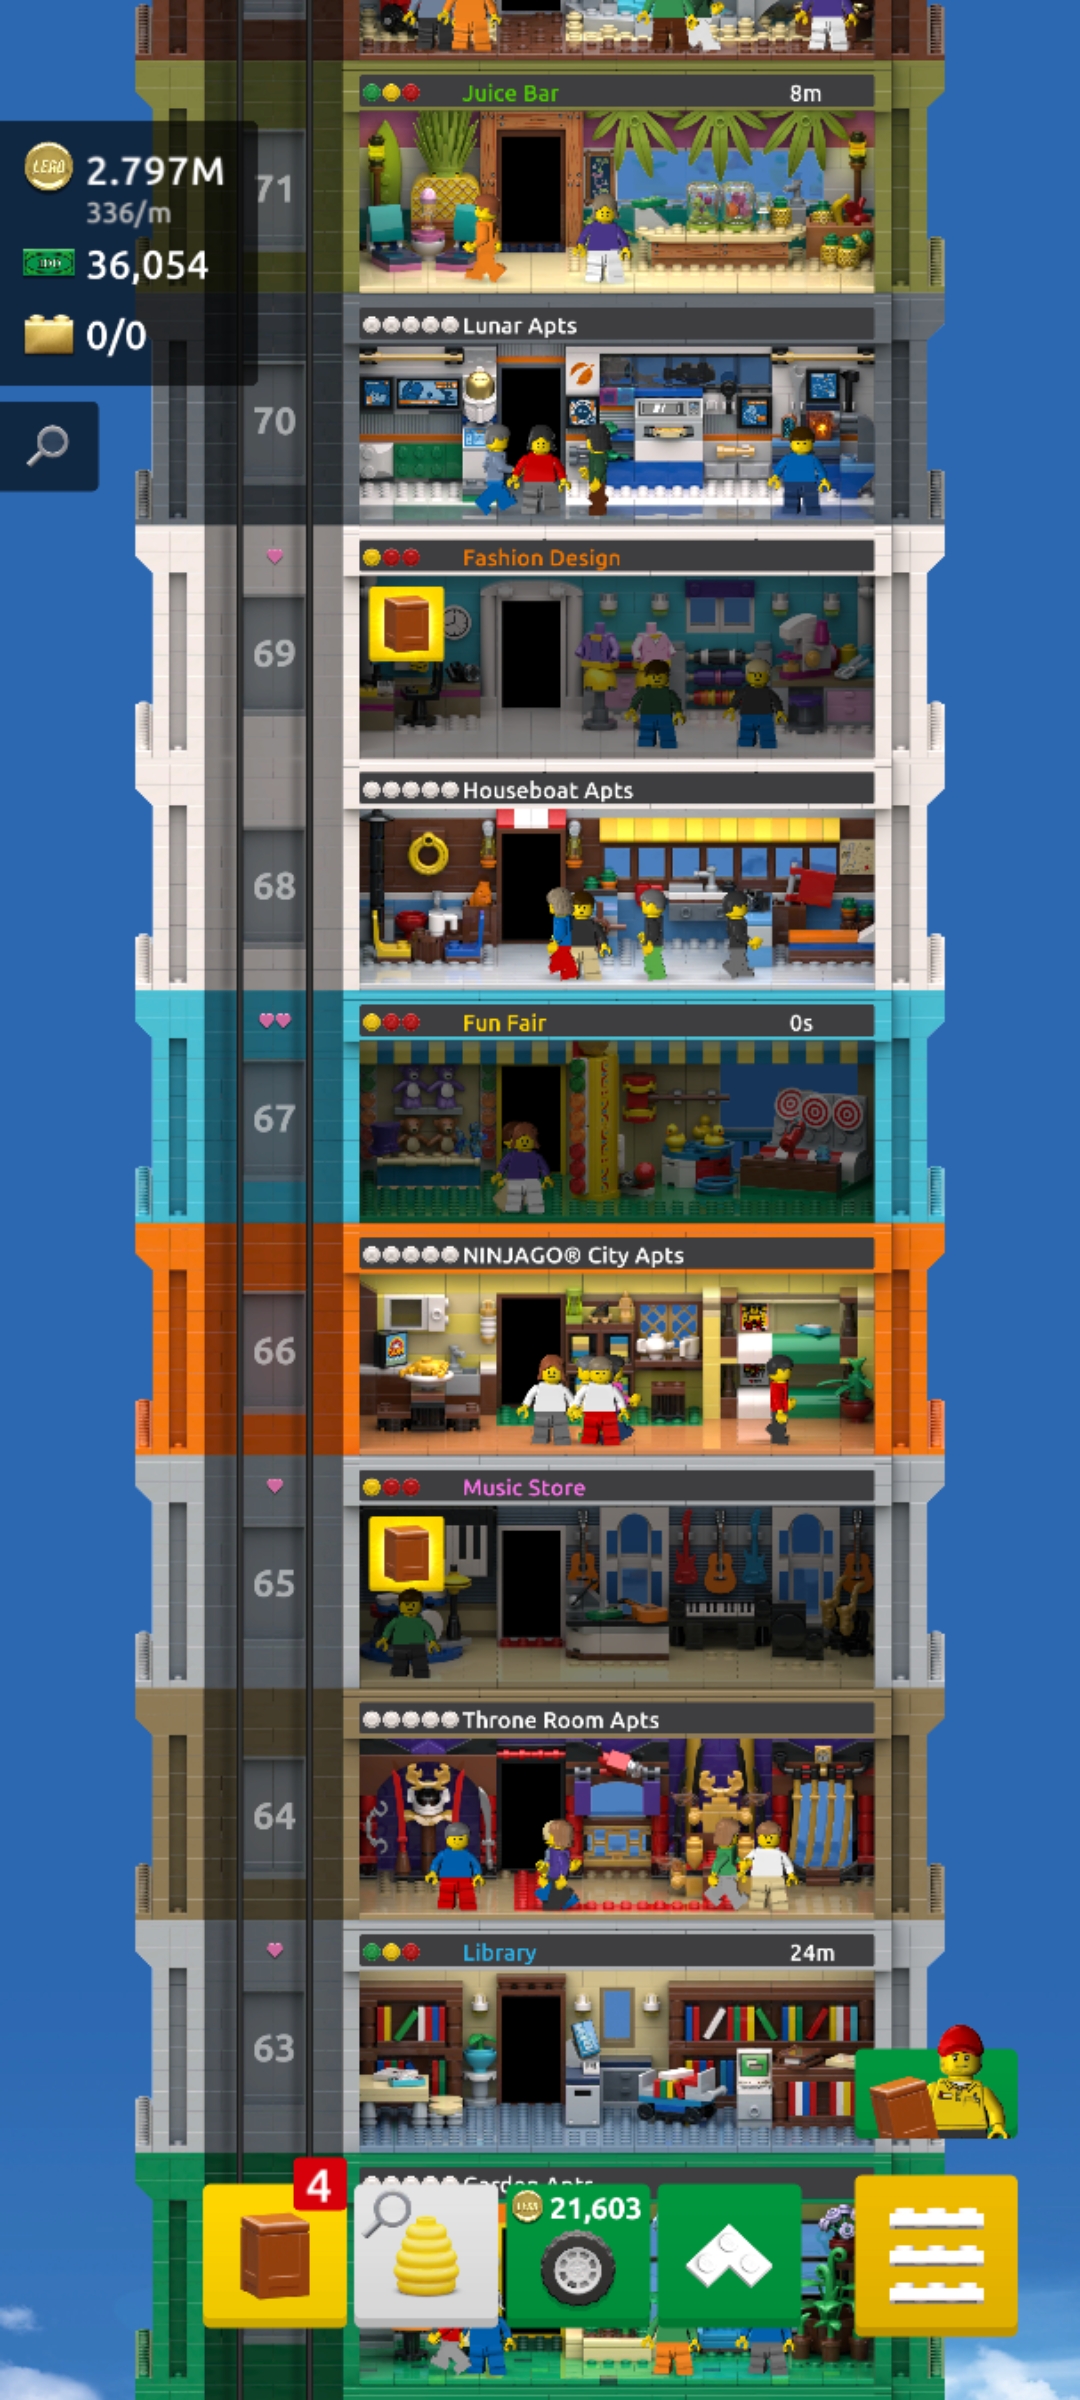 Juice Bar 8m
LEGO 2.797M
336/m
71
36,054
0/0
Lunar Apts
70
Fashion Design
69
Houseboat Apts
68
Fun Fair 0s
67
NINJAGO® City Apts
66
Music Store
65
Throne Room Apts
64
Library 24m
63
Garden Apts
4
21,603